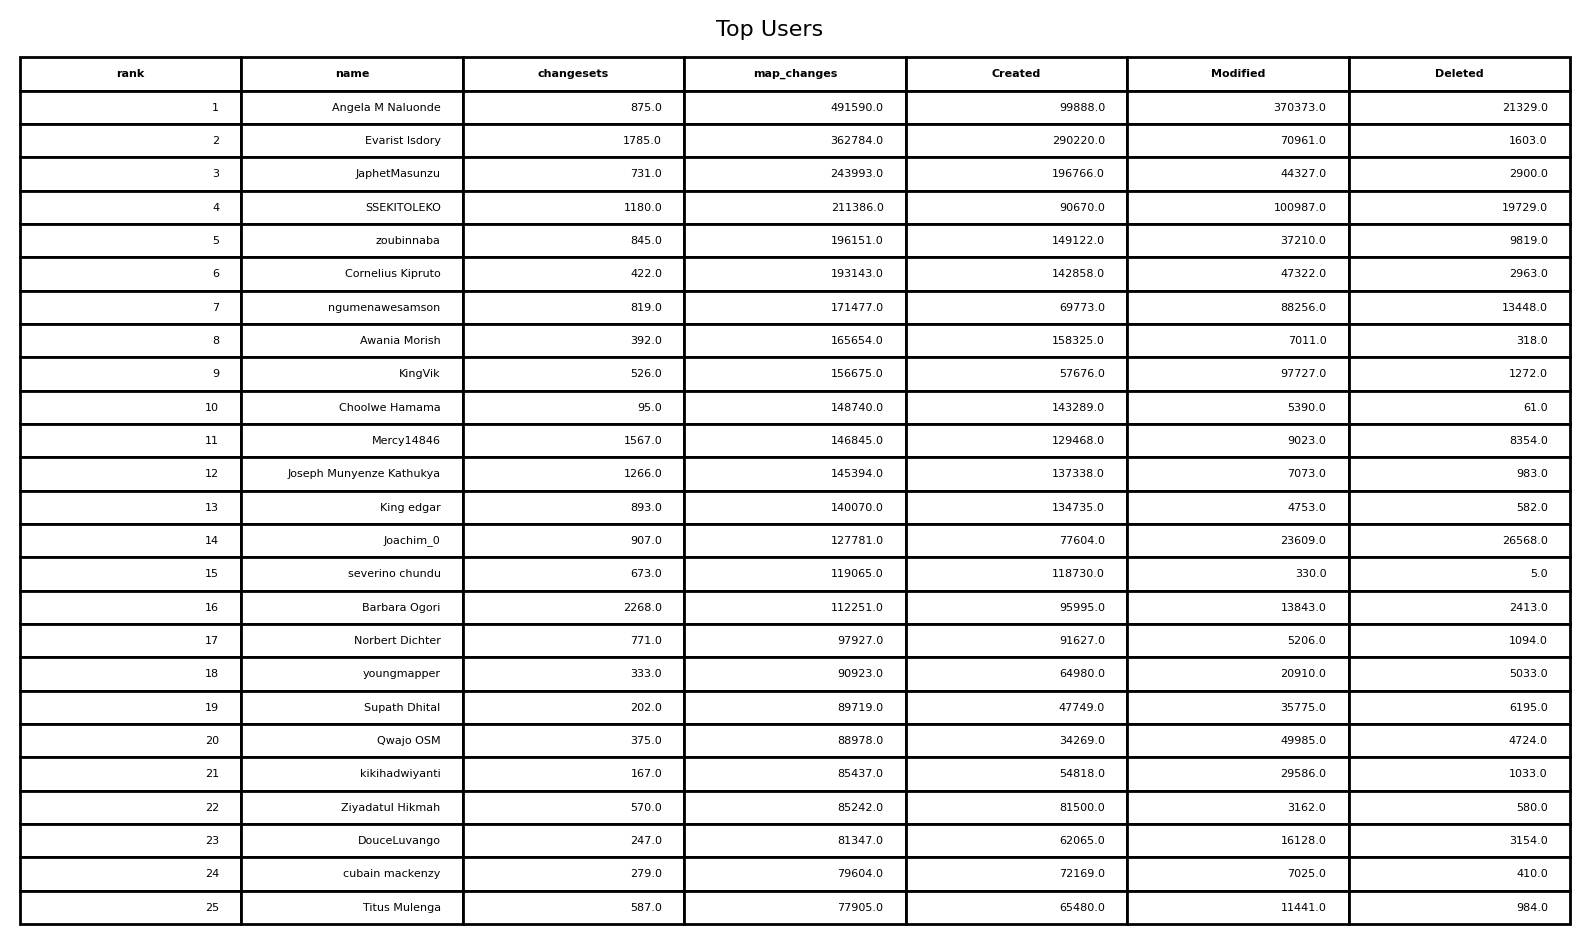 Top Users
rank name changesets map_changes Created Modified Deleted
1 Angela M Naluonde 875.0 491590.0 99888.0 370373.0 21329.0
2 Evarist Isdory 1785.0 362784.0 290220.0 70961.0 1603.0
3 JaphetMasunzu 731.0 243993.0 196766.0 44327.0 2900.0
4 SSEKITOLEKO 1180.0 211386.0 90670.0 100987.0 19729.0
5 zoubinnaba 845.0 196151.0 149122.0 37210.0 9819.0
6 Cornelius Kipruto 422.0 193143.0 142858.0 47322.0 2963.0
7 ngumenawesamson 819.0 171477.0 69773.0 88256.0 13448.0
8 Awania Morish 392.0 165654.0 158325.0 7011.0 318.0
9 KingVik 526.0 156675.0 57676.0 97727.0 1272.0
10 Choolwe Hamama 95.0 148740.0 143289.0 5390.0 61.0
11 Mercy14846 1567.0 146845.0 129468.0 9023.0 8354.0
12 Joseph Munyenze Kathukya 1266.0 145394.0 137338.0 7073.0 983.0
13 King edgar 893.0 140070.0 134735.0 4753.0 582.0
14 Joachim_0 907.0 127781.0 77604.0 23609.0 26568.0
15 severino chundu 673.0 119065.0 118730.0 330.0 5.0
16 Barbara Ogori 2268.0 112251.0 95995.0 13843.0 2413.0
17 Norbert Dichter 771.0 97927.0 91627.0 5206.0 1094.0
18 youngmapper 333.0 90923.0 64980.0 20910.0 5033.0
19 Supath Dhital 202.0 89719.0 47749.0 35775.0 6195.0
20 Qwajo OSM 375.0 88978.0 34269.0 49985.0 4724.0
21 kikihadwiyanti 167.0 85437.0 54818.0 29586.0 1033.0
22 Ziyadatul Hikmah 570.0 85242.0 81500.0 3162.0 580.0
23 DouceLuvango 247.0 81347.0 62065.0 16128.0 3154.0
24 cubain mackenzy 279.0 79604.0 72169.0 7025.0 410.0
25 Titus Mulenga 587.0 77905.0 65480.0 11441.0 984.0